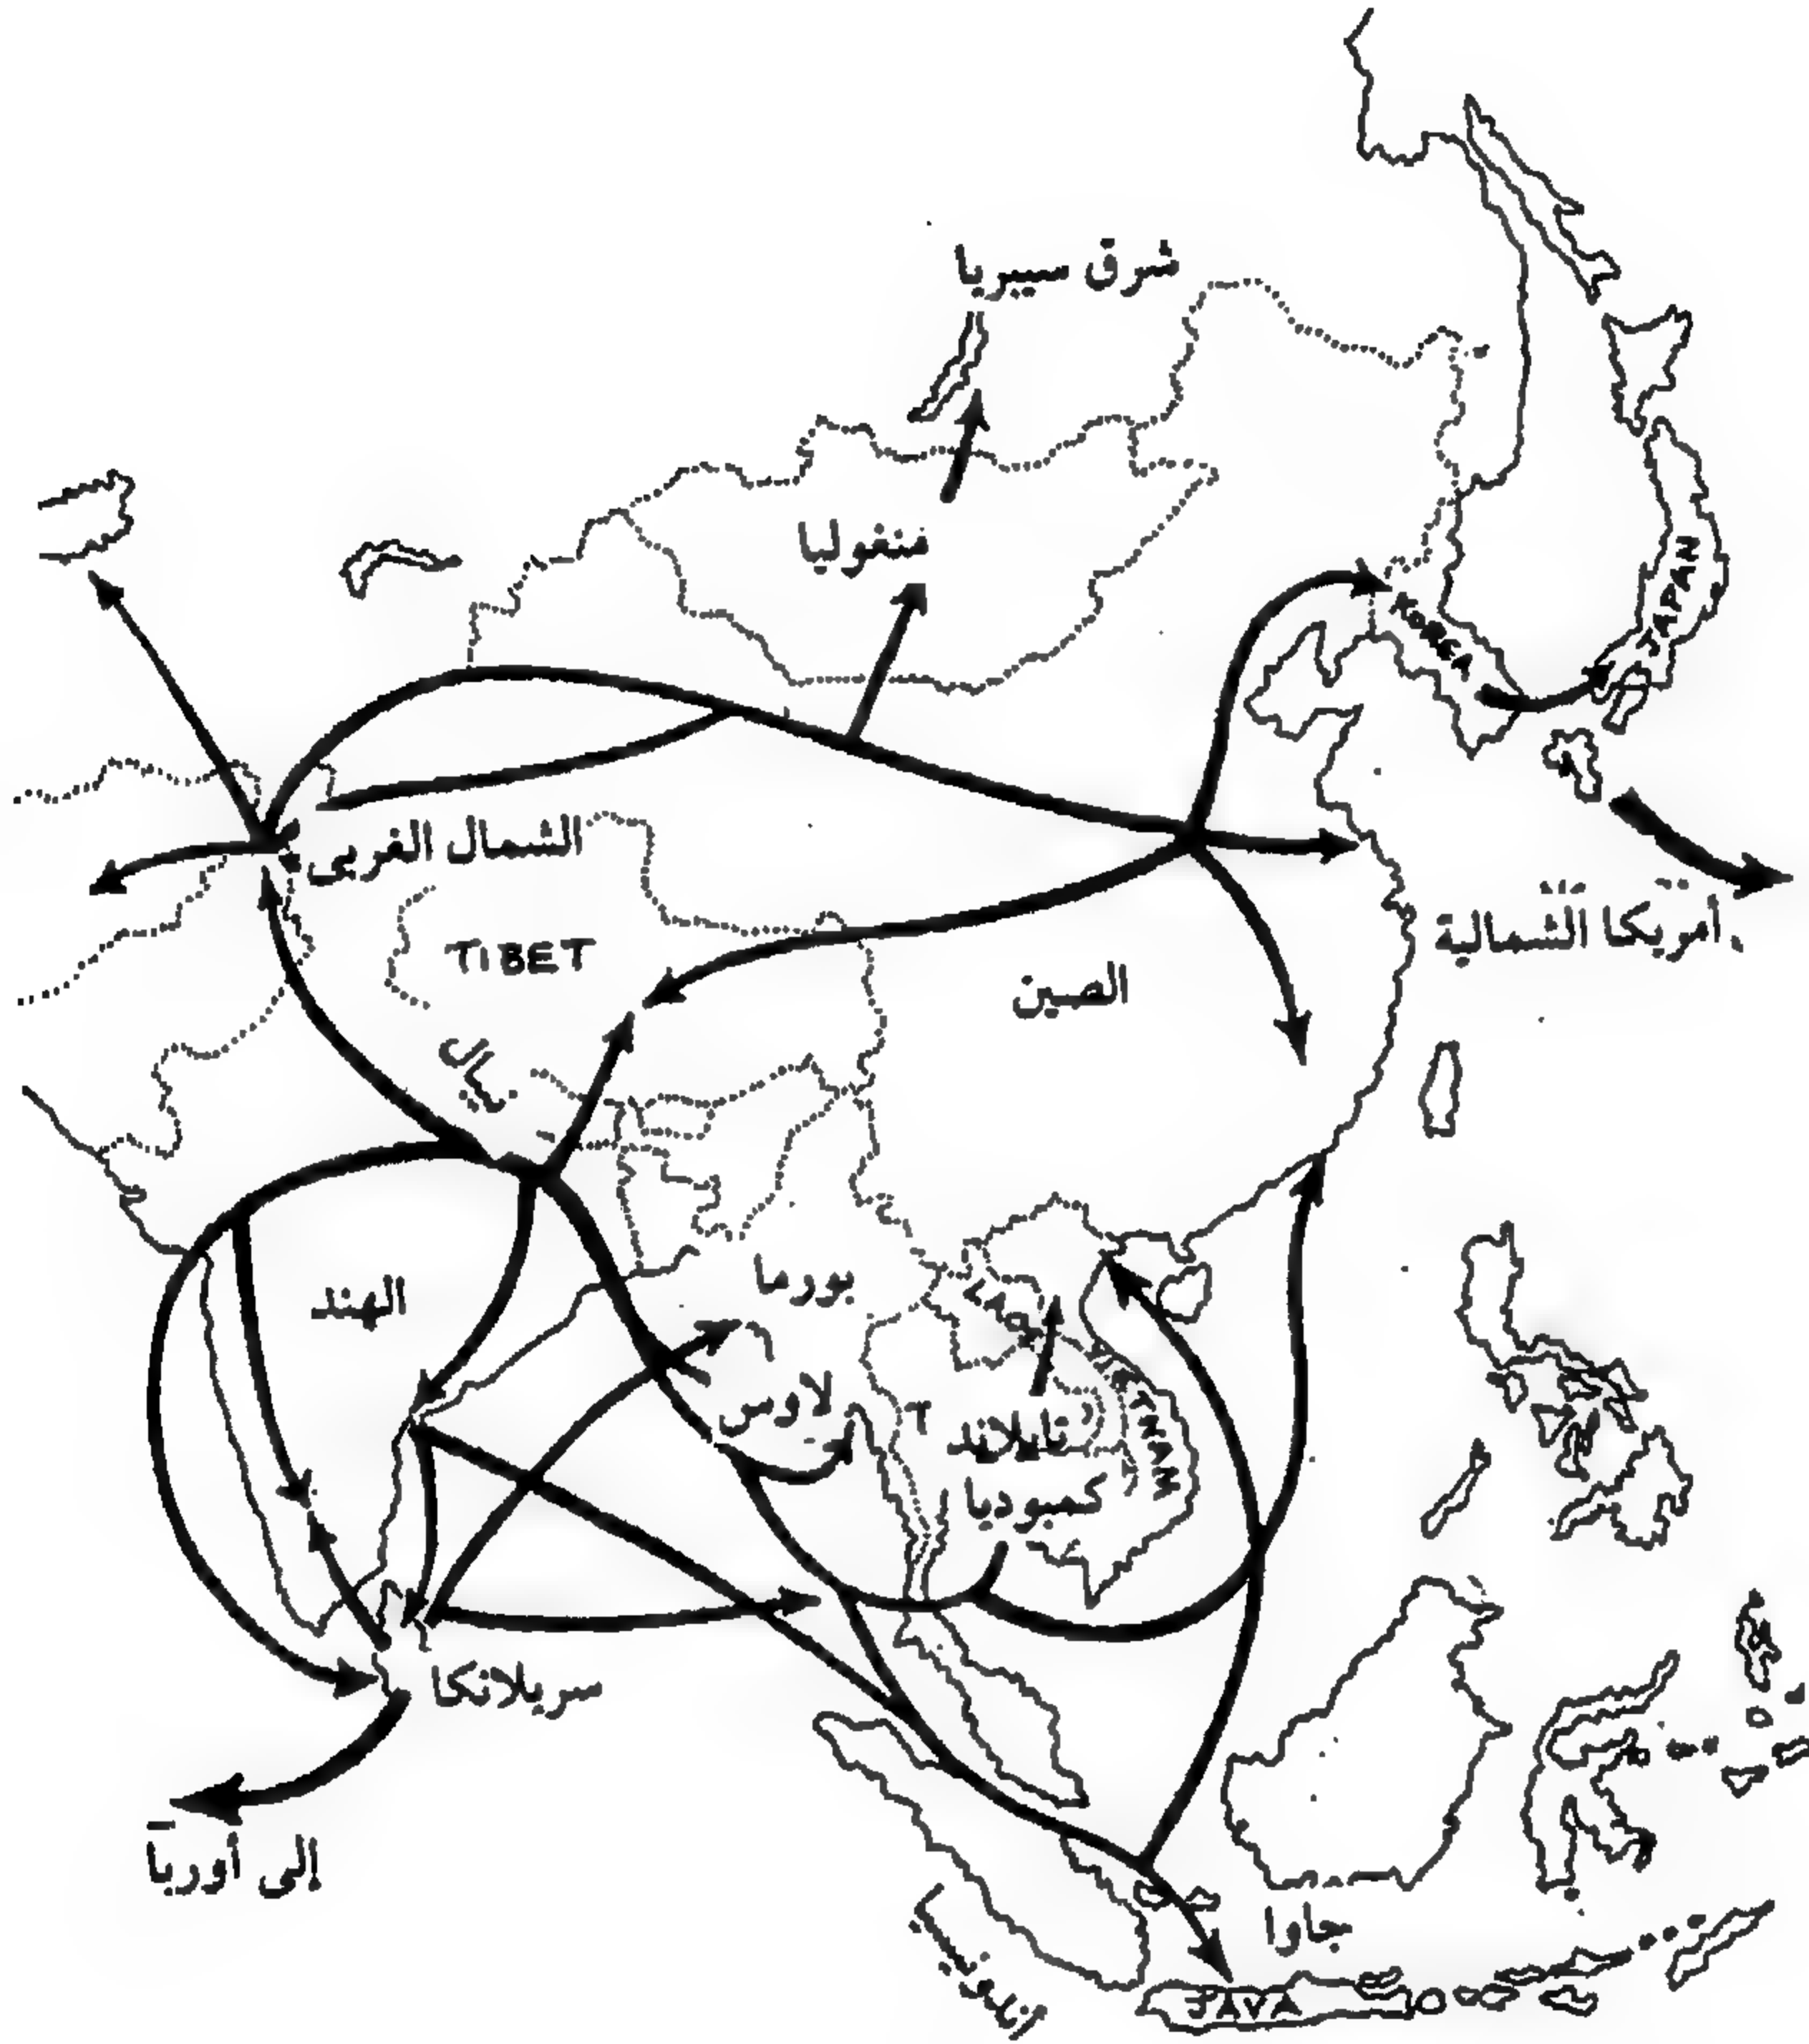 شرق سيبريا
منغوليا
JAPAN
KOREA
الشمال الغربى
أمريكا الشمالية
TIBET
الصين
نيبال
الهند
بورما
LAOS
لاوس
T
تايلاند
VIETNAM
كمبوديا
سريلانكا
إلى أوربا
جاوا
JAVA